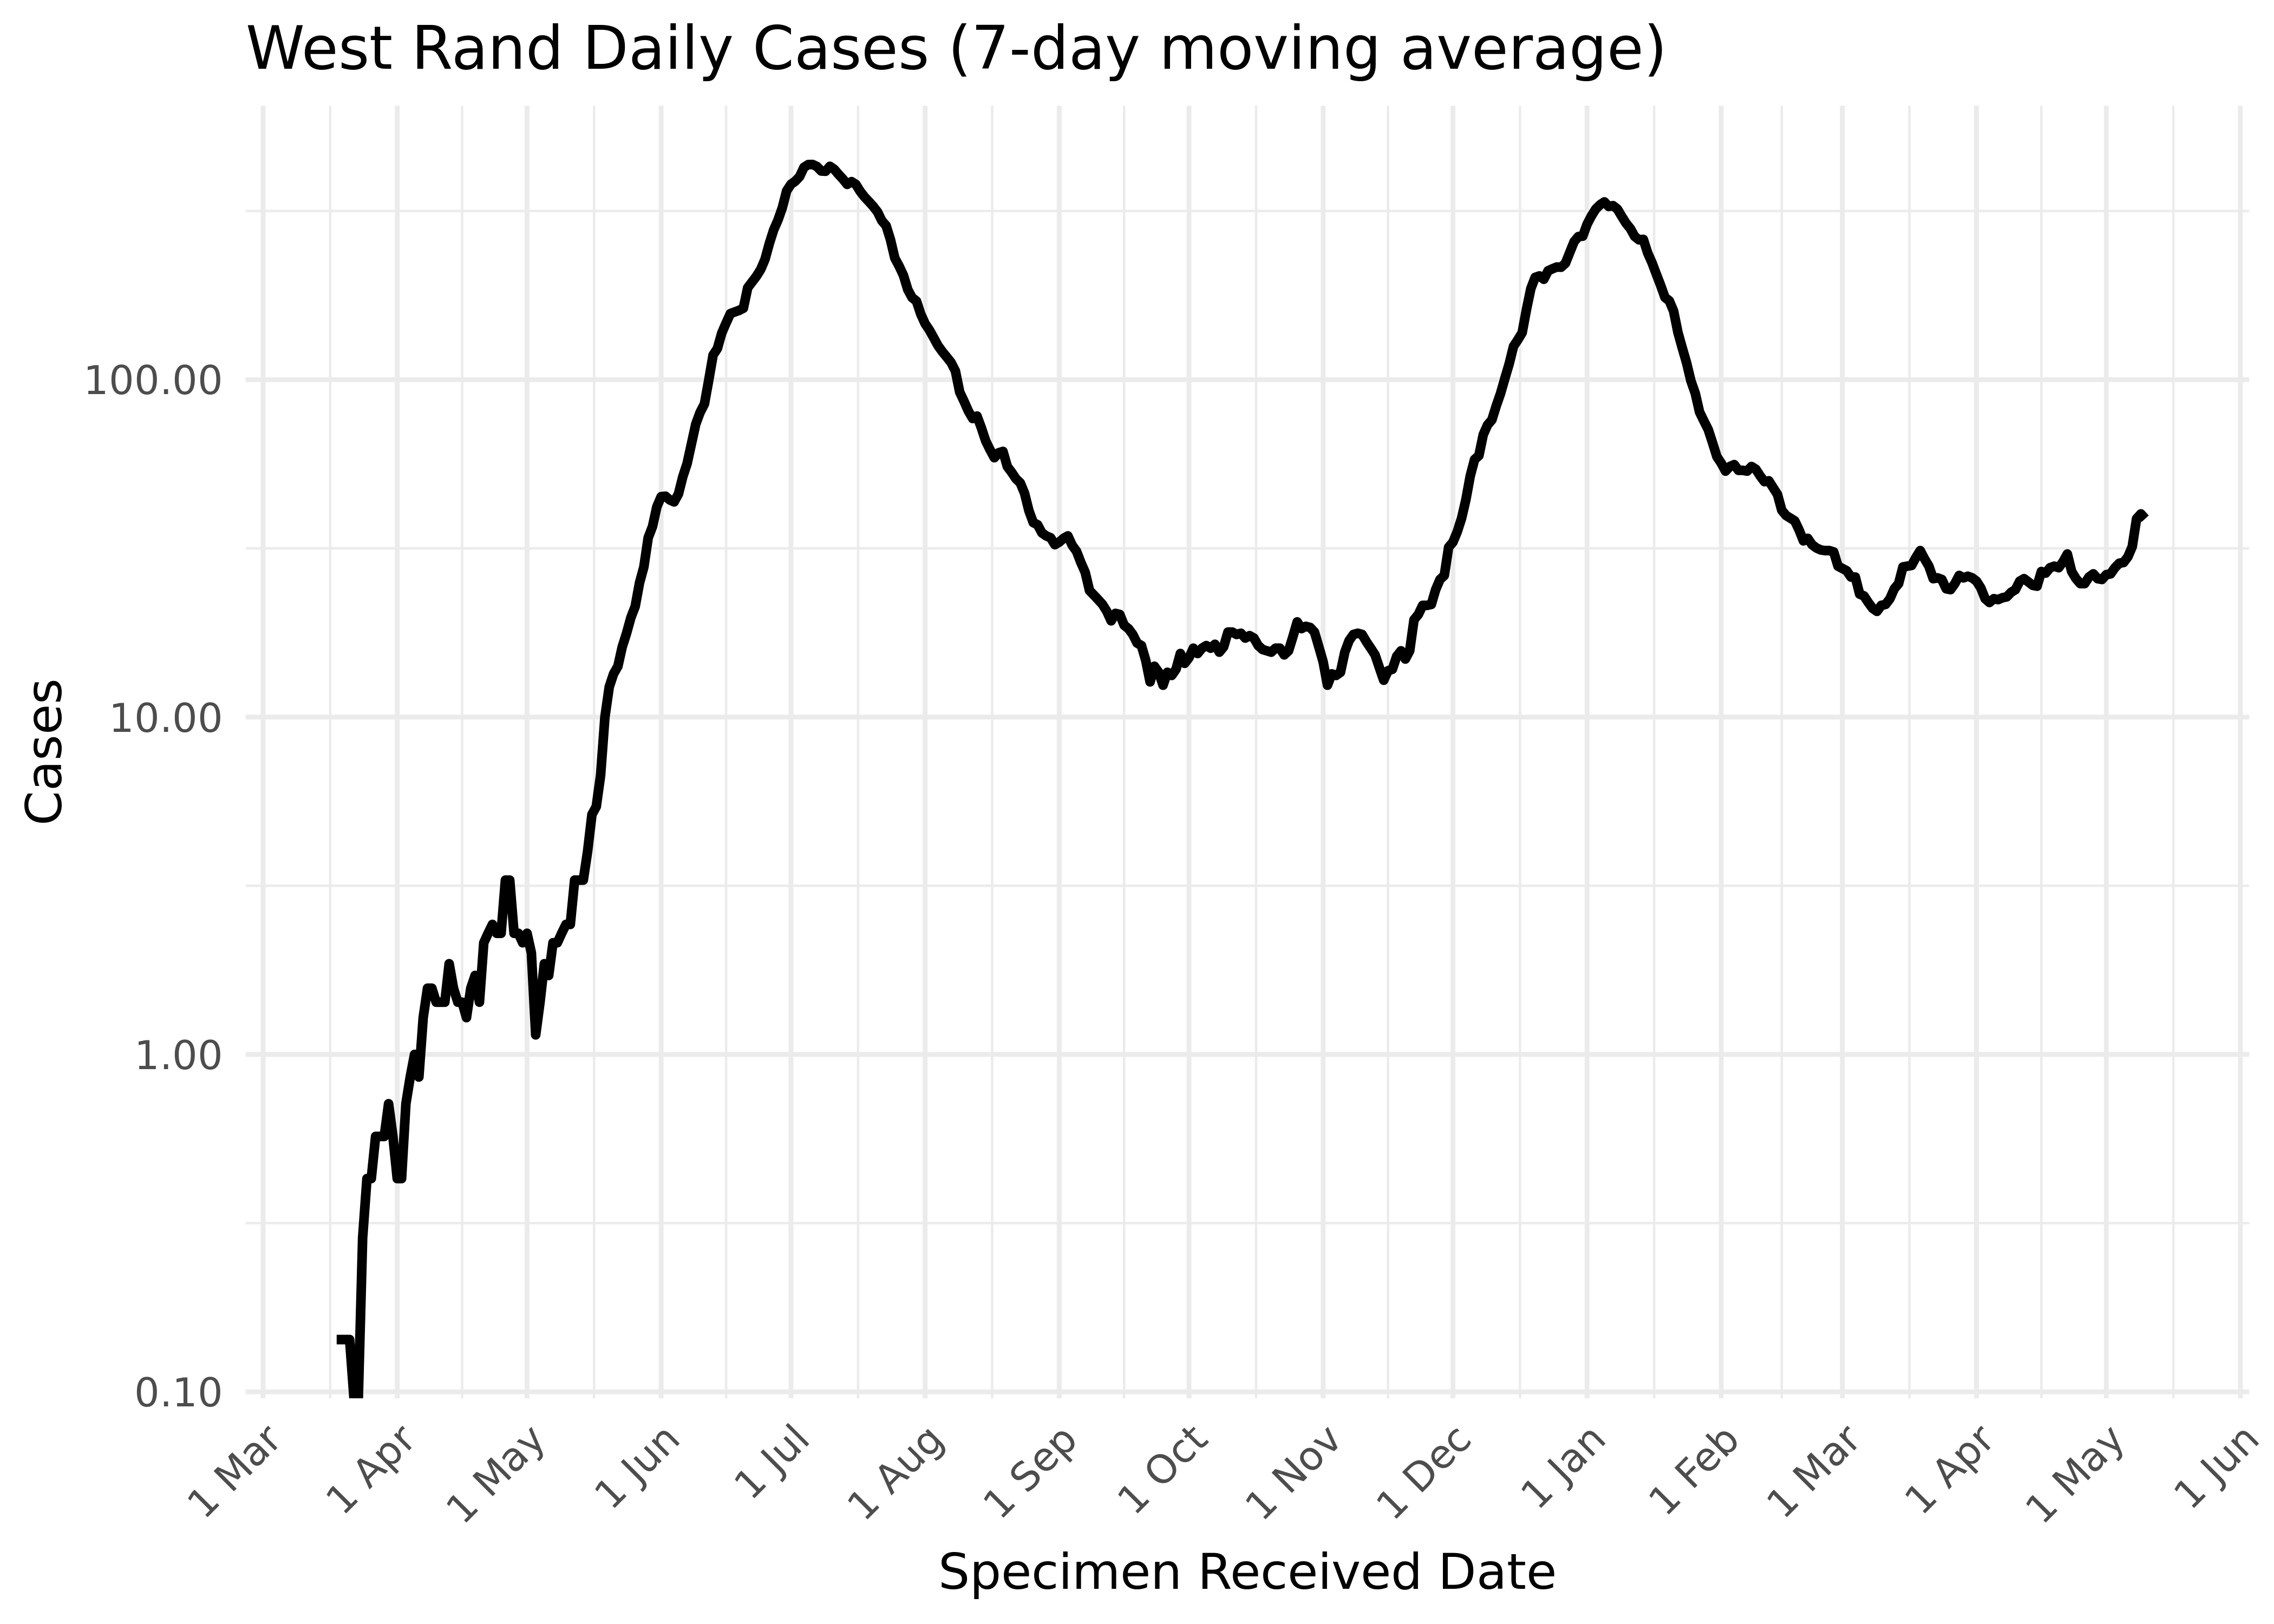 West Rand Daily Cases (7-day moving average)
Cases
100.00
10.00
1.00
0.10
1 Mar
1 Apr
1 May
1 Jun
1 Jul
1 Aug
1 Sep
1 Oct
1 Nov
1 Dec
1 Jan
1 Feb
1 Mar
1 Apr
1 May
1 Jun
Specimen Received Date